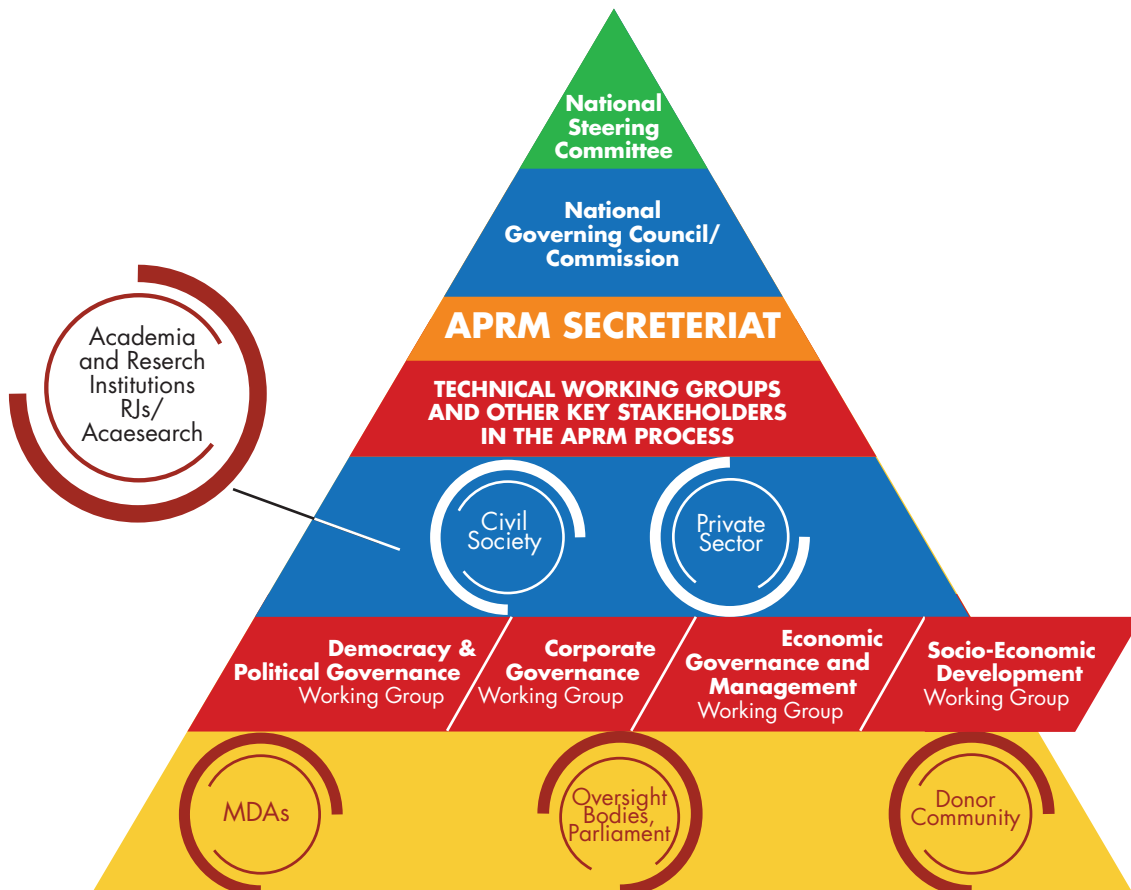 National
Steering
Committee
National
Governing Council/
Commission
APRM SECRETERIAT
TECHNICAL WORKING GROUPS
AND OTHER KEY STAKEHOLDERS
IN THE APRM PROCESS
Academia
and Reserch
Institutions
RJs/
Acaesearch
Civil
Society
Private
Sector
Democracy &
Political Governance
Working Group
Corporate
Governance
Working Group
Economic
Governance and
Management
Working Group
Socio-Economic
Development
Working Group
MDAs
Oversight
Bodies,
Parliament
Donor
Community